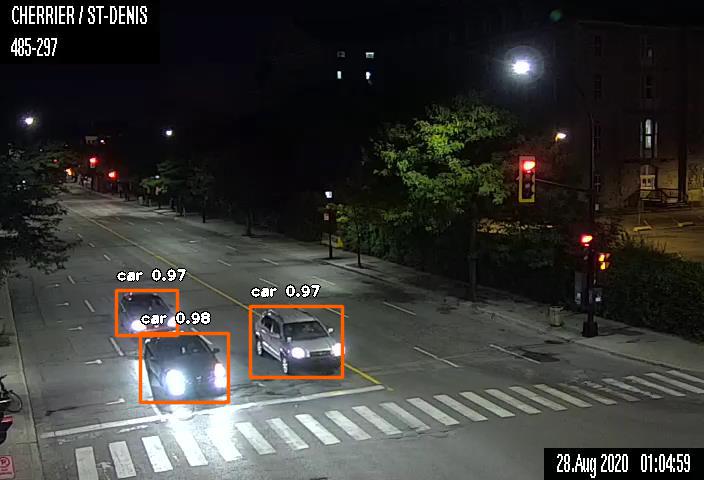 CHERRIER / ST-DENIS
485-297
car 0.97
car 0.97
car 0.98
28.Aug 2020 01:04:59